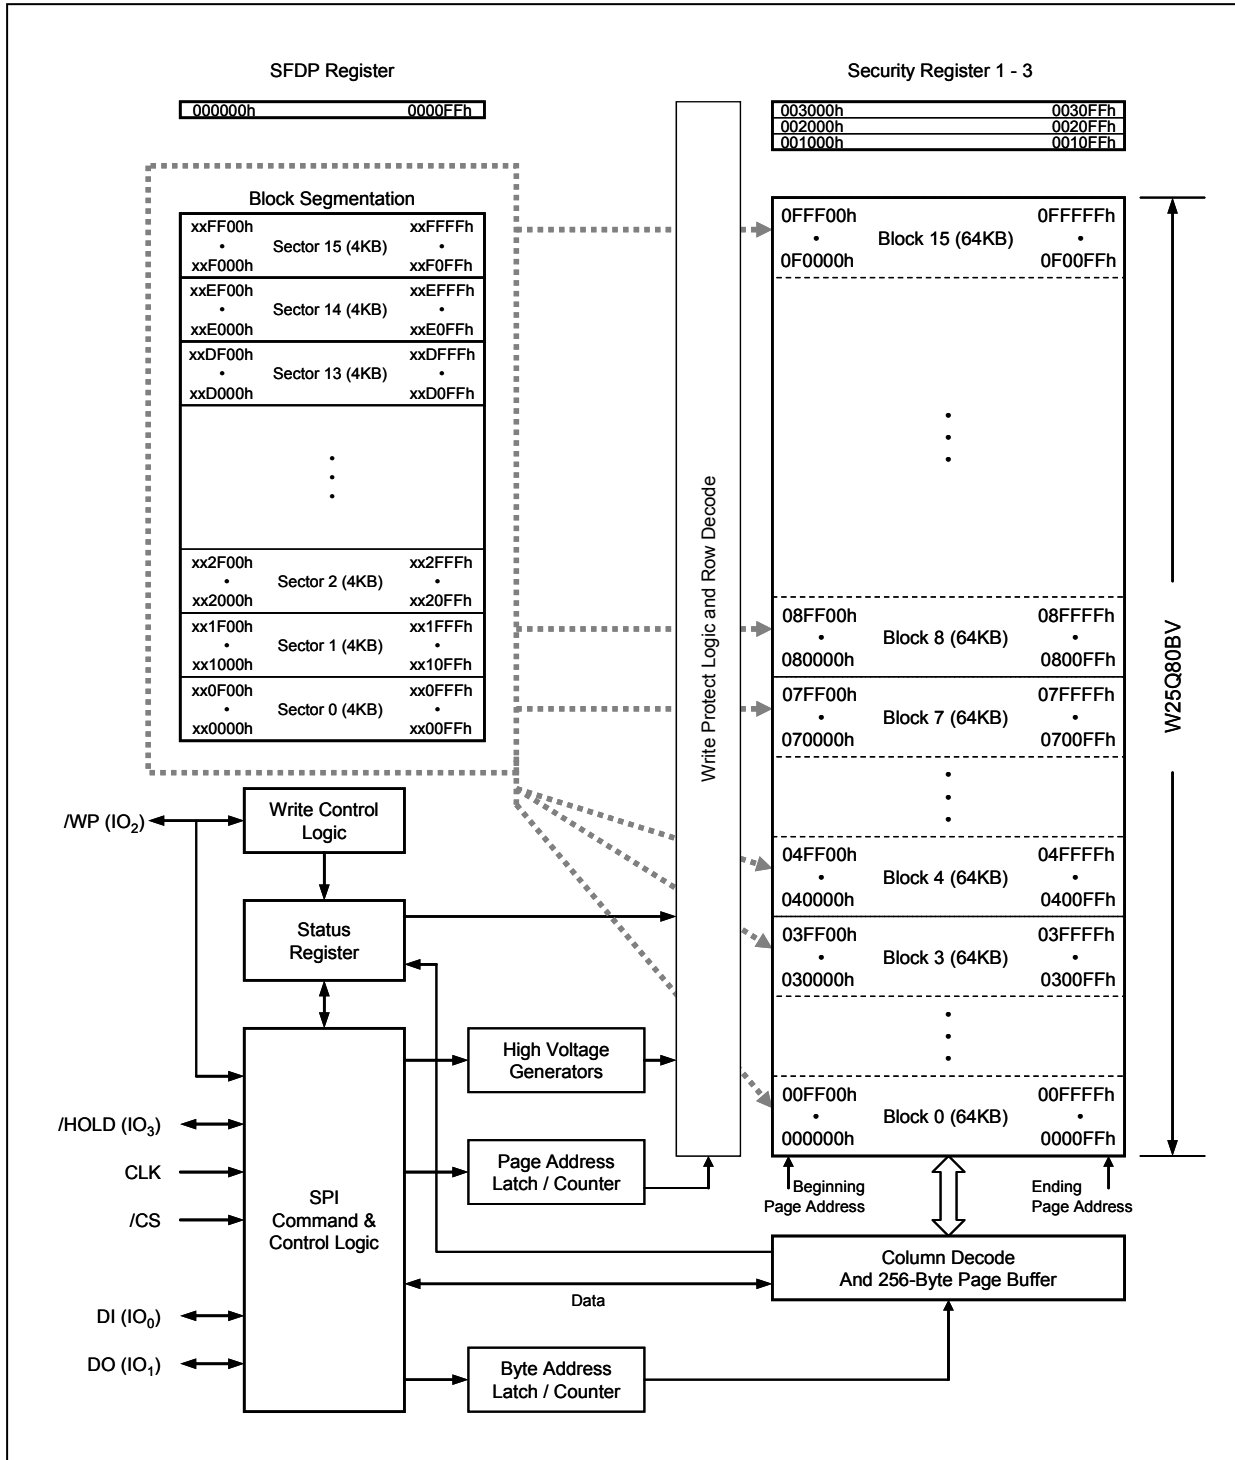 SFDP Register
000000h 0000FFh
Security Register 1 - 3
003000h 0030FFh
002000h 0020FFh
001000h 0010FFh
Block Segmentation
xxFF00h xxFFFFh
Sector 15 (4KB)
xxF000h xxF0FFh
xxEF00h xxEFFFh
Sector 14 (4KB)
xxE000h xxE0FFh
xxDF00h xxDFFFh
Sector 13 (4KB)
xxD000h xxD0FFh
xx2F00h xx2FFFh
Sector 2 (4KB)
xx2000h xx20FFh
xx1F00h xx1FFFh
Sector 1 (4KB)
xx1000h xx10FFh
xx0F00h xx0FFFh
Sector 0 (4KB)
xx0000h xx00FFh
Write Protect Logic and Row Decode
0FFF00h 0FFFFFh
Block 15 (64KB)
0F0000h 0F00FFh
08FF00h 08FFFFh
Block 8 (64KB)
080000h 0800FFh
07FF00h 07FFFFh
Block 7 (64KB)
070000h 0700FFh
04FF00h 04FFFFh
Block 4 (64KB)
040000h 0400FFh
03FF00h 03FFFFh
Block 3 (64KB)
030000h 0300FFh
00FF00h 00FFFFh
Block 0 (64KB)
000000h 0000FFh
W25Q80BV
Beginning
Page Address
Ending
Page Address
/WP (IO2)
Write Control
Logic
Status
Register
High Voltage
Generators
/HOLD (IO3)
CLK
/CS
DI (IO0)
DO (IO1)
SPI
Command &
Control Logic
Page Address
Latch / Counter
Column Decode
And 256-Byte Page Buffer
Data
Byte Address
Latch / Counter